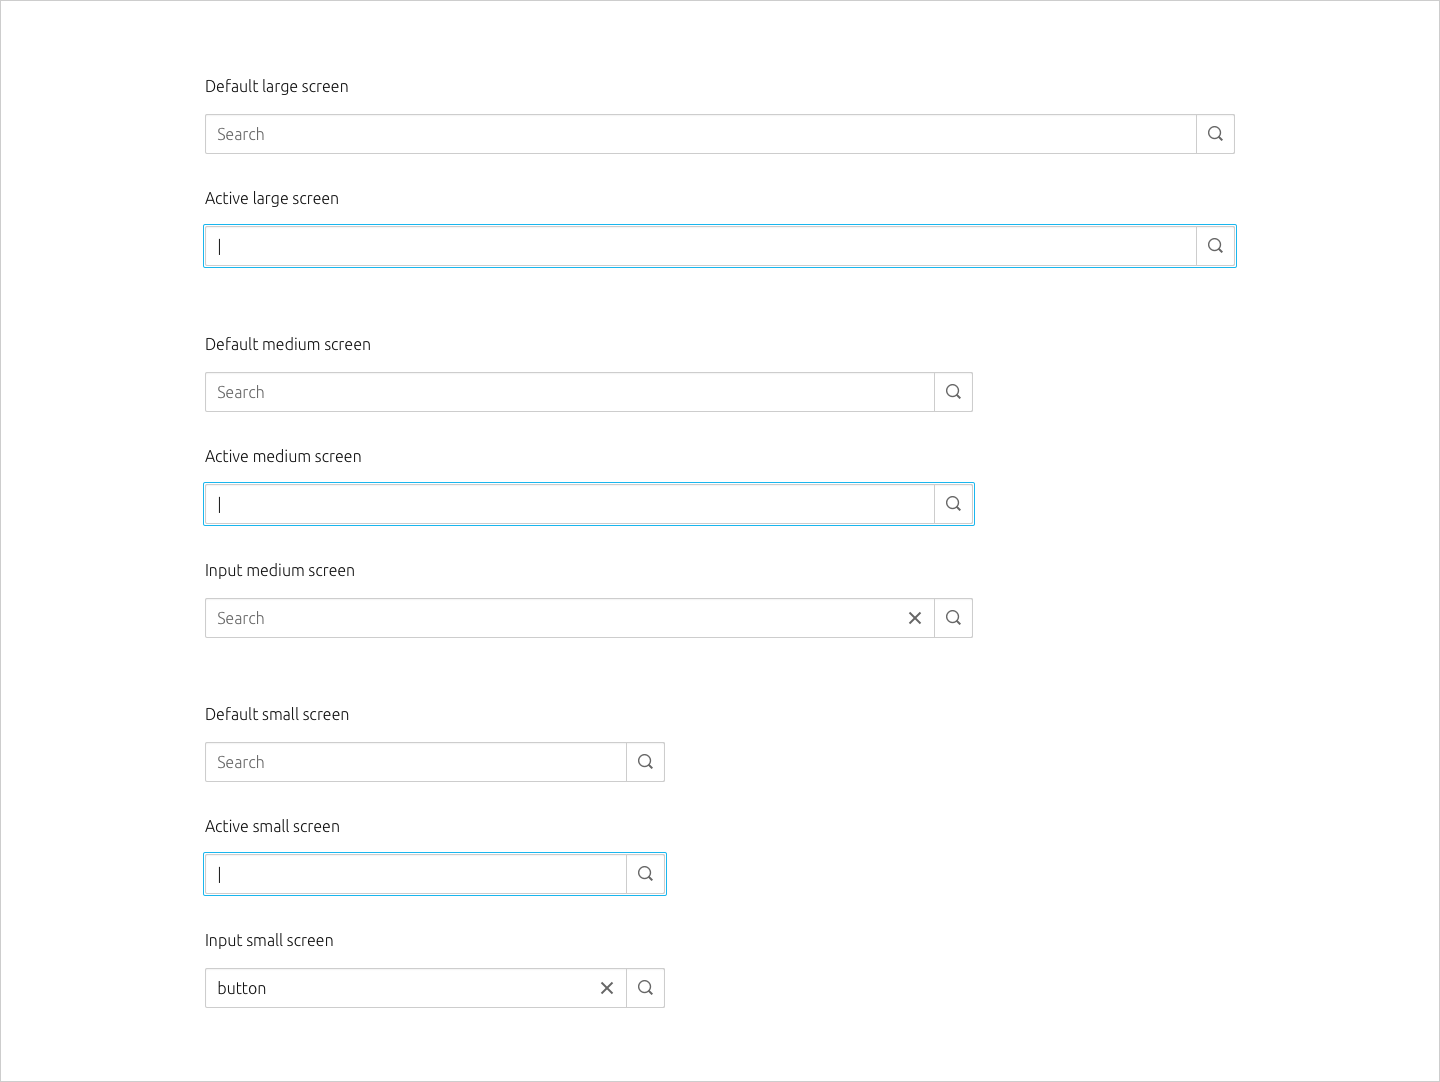 Default large screen
Search
Active large screen
Default medium screen
Search
Active medium screen
Input medium screen
Search
Default small screen
Search
Active small screen
Input small screen
button